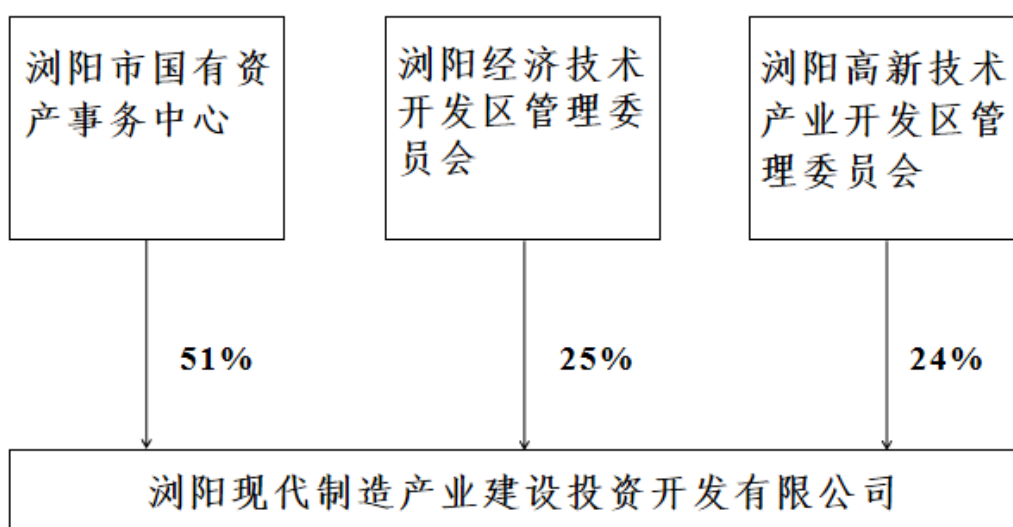 浏阳市国有资
产事务中心
浏阳经济技术
开发区管理委
员会
浏阳高新技术
产业开发区管
理委员会
51%
25%
24%
浏阳现代制造产业建设投资开发有限公司